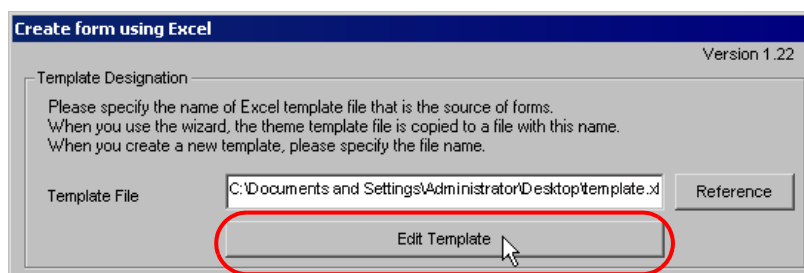 Create form using Excel
Version 1.22
Template Designation
Please specify the name of Excel template file that is the source of forms.
When you use the wizard, the theme template file is copied to a file with this name.
When you create a new template, please specify the file name.
Template File C:\Documents and Settings\Administrator\Desktop\template.xl Reference
Edit Template